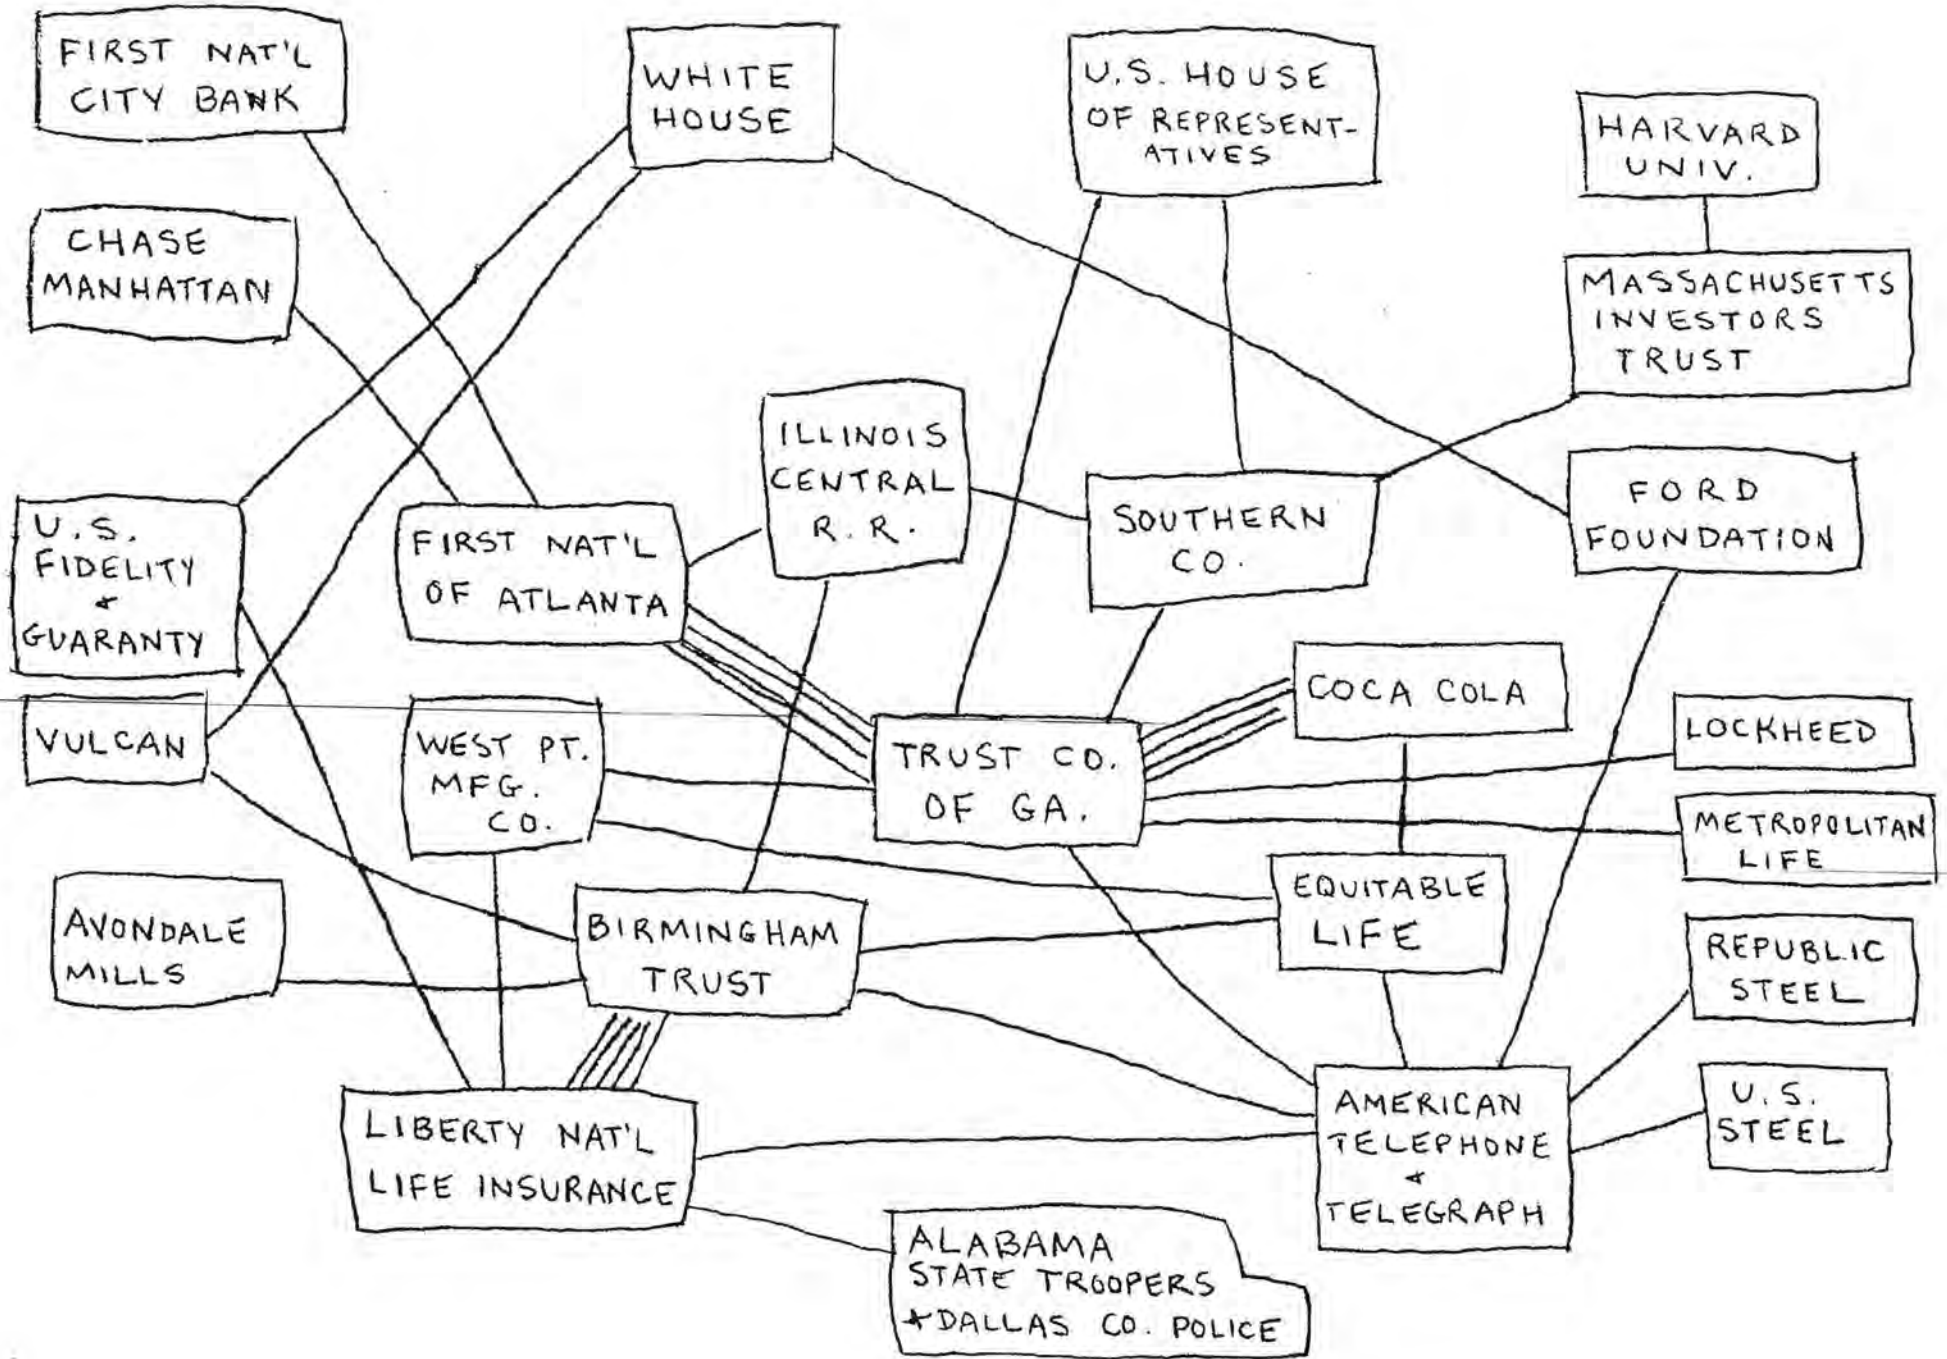 FIRST NAT'L
CITY BANK
WHITE
HOUSE
U.S. HOUSE
OF REPRESENT-
ATIVES
HARVARD
UNIV.
CHASE
MANHATTAN
MASSACHUSETTS
INVESTORS
TRUST
ILLINOIS
CENTRAL
R.R.
SOUTHERN
CO.
FORD
FOUNDATION
U.S.
FIDELITY
+
GUARANTY
FIRST NAT'L
OF ATLANTA
COCA COLA
VULCAN
WEST PT.
MFG.
CO.
TRUST CO.
OF GA.
LOCKHEED
METROPOLITAN
LIFE
AVONDALE
MILLS
BIRMINGHAM
TRUST
EQUITABLE
LIFE
REPUBLIC
STEEL
LIBERTY NAT'L
LIFE INSURANCE
AMERICAN
TELEPHONE
+
TELEGRAPH
U.S.
STEEL
ALABAMA
STATE TROOPERS
+ DALLAS CO. POLICE